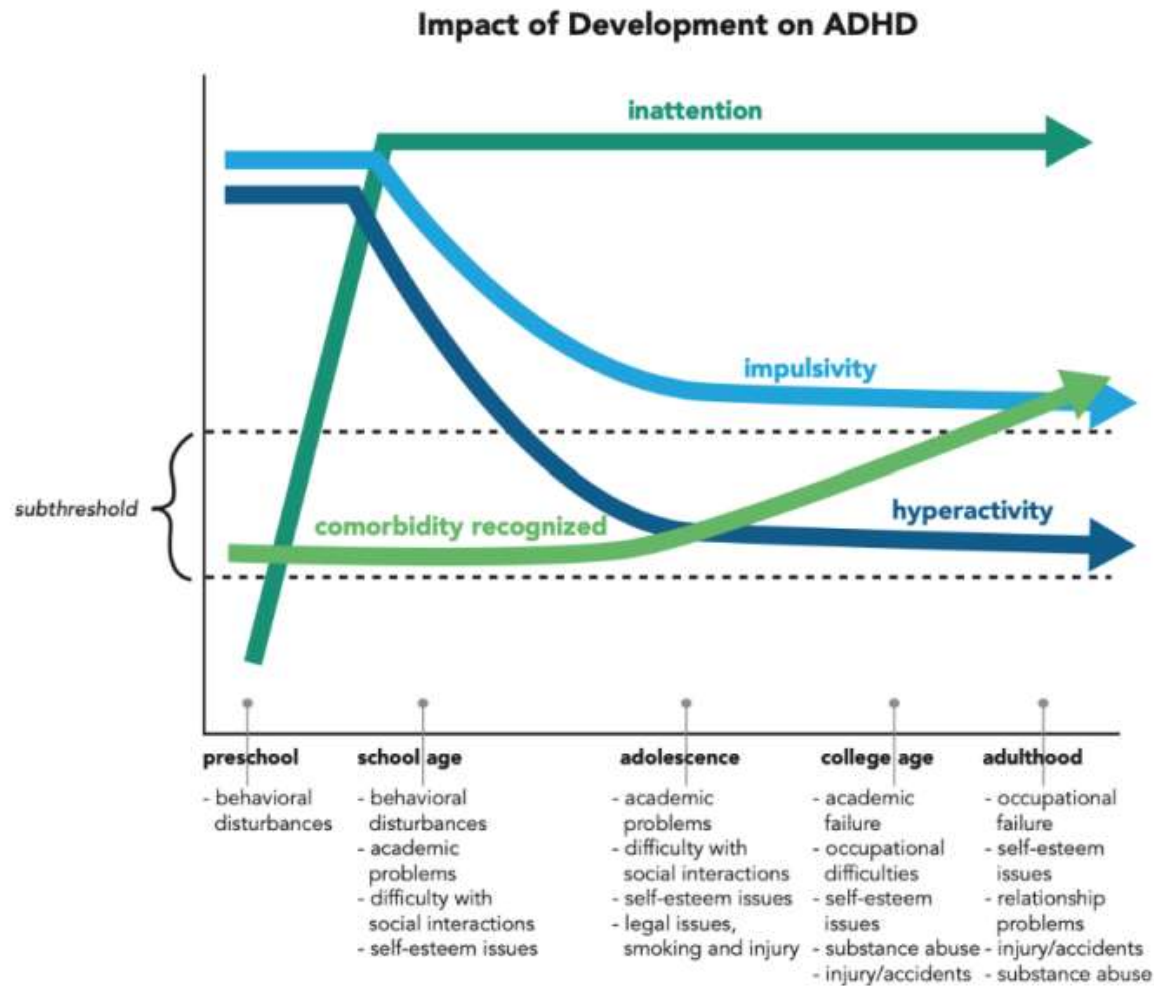 Impact of Development on ADHD
inattention
impulsivity
subthreshold
comorbidity recognized
hyperactivity
preschool
- behavioral
disturbances
school age
- behavioral
disturbances
- academic
problems
- difficulty with
social interactions
- self-esteem issues
adolescence
- academic
problems
- difficulty with
social interactions
- self-esteem issues
- legal issues,
smoking and injury
college age
- academic
failure
- occupational
difficulties
- self-esteem
issues
- substance abuse
- injury/accidents
adulthood
- occupational
failure
- self-esteem
issues
- relationship
problems
- injury/accidents
- substance abuse